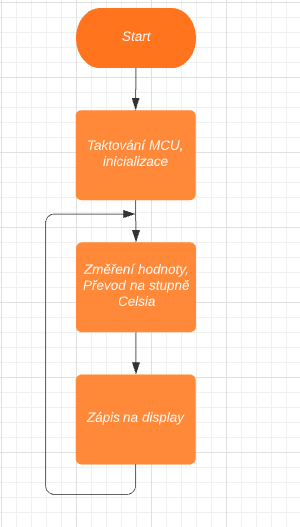 Start
Taktování MCU,
inicializace
Změření hodnoty,
Převod na stupně
Celsia
Zápis na display